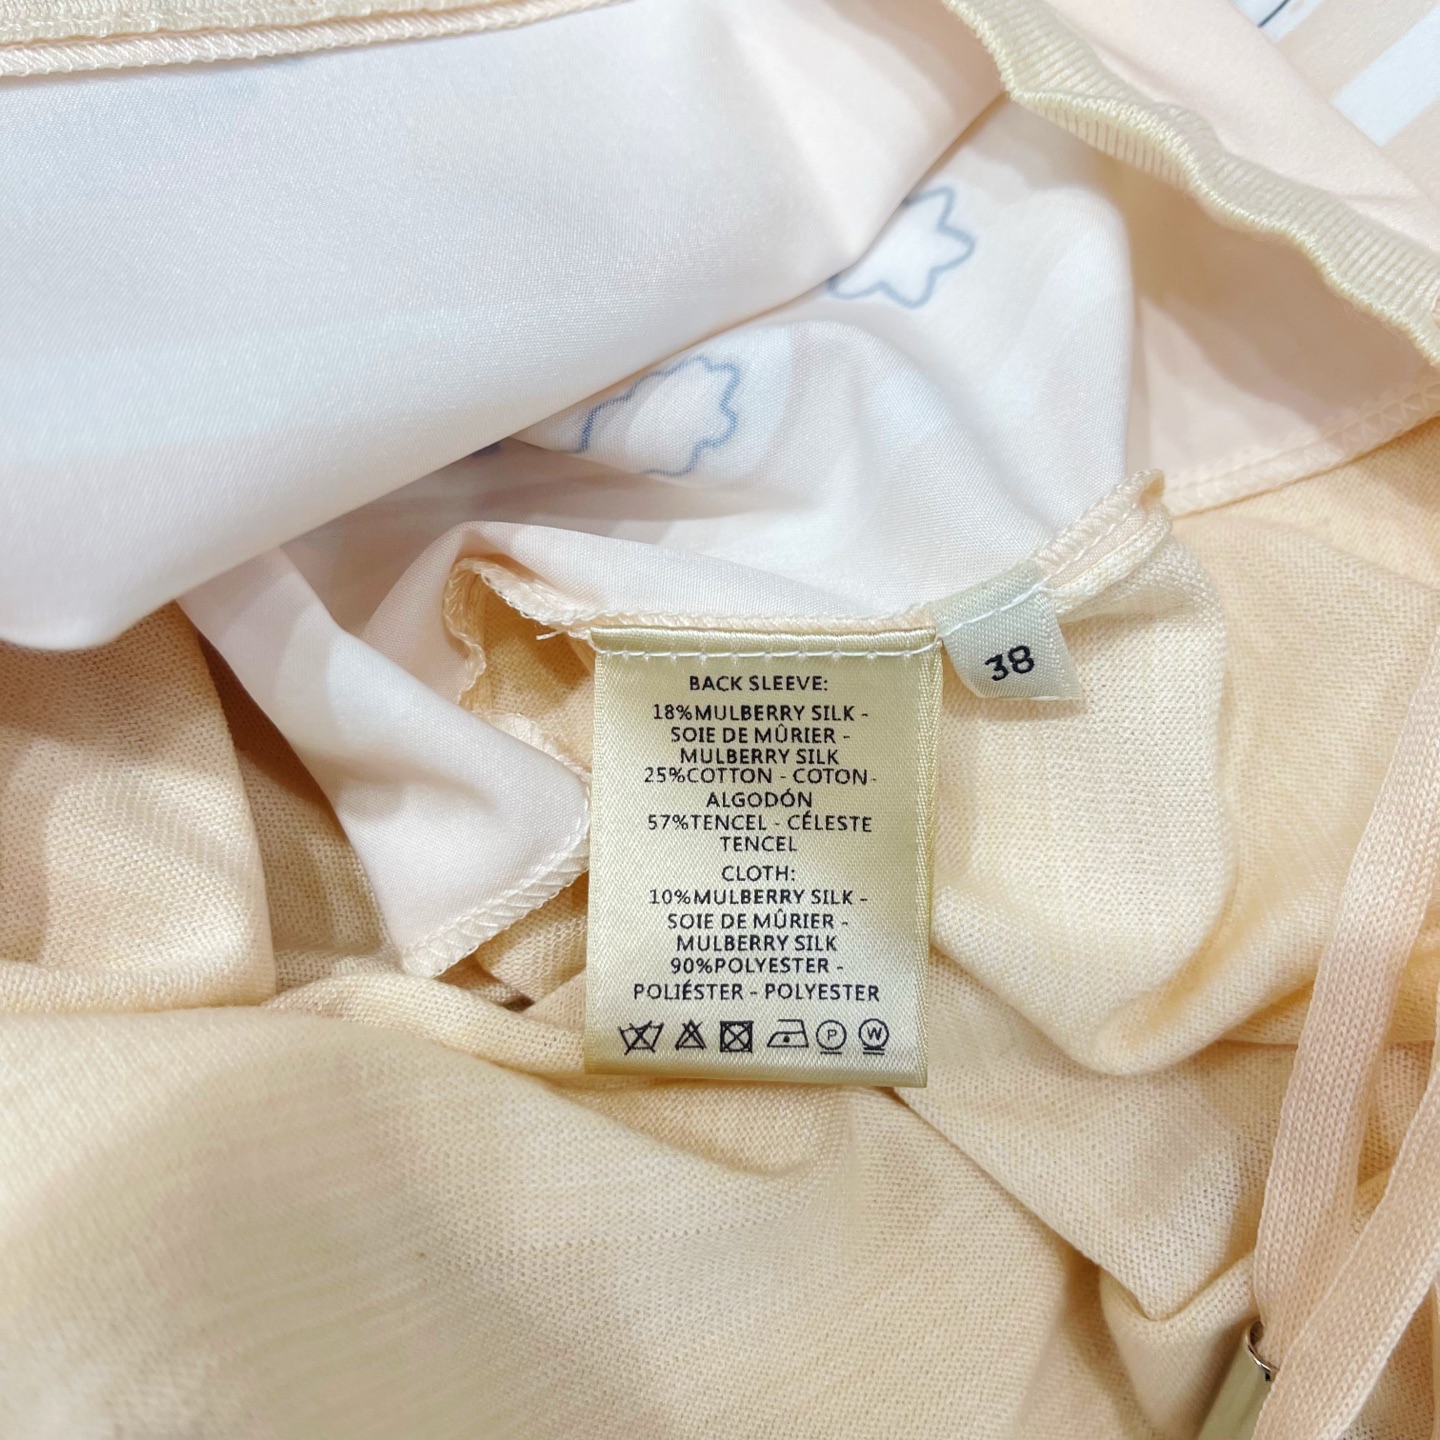 38
BACK SLEEVE:
18%MULBERRY SILK -
SOIE DE MÛRIER -
MULBERRY SILK
25%COTTON - COTON-
ALGODÓN
57%TENCEL - CÉLESTE
TENCEL
CLOTH:
10%MULBERRY SILK -
SOIE DE MÛRIER -
MULBERRY SILK
90%POLYESTER -
POLIÉSTER - POLYESTER
P W